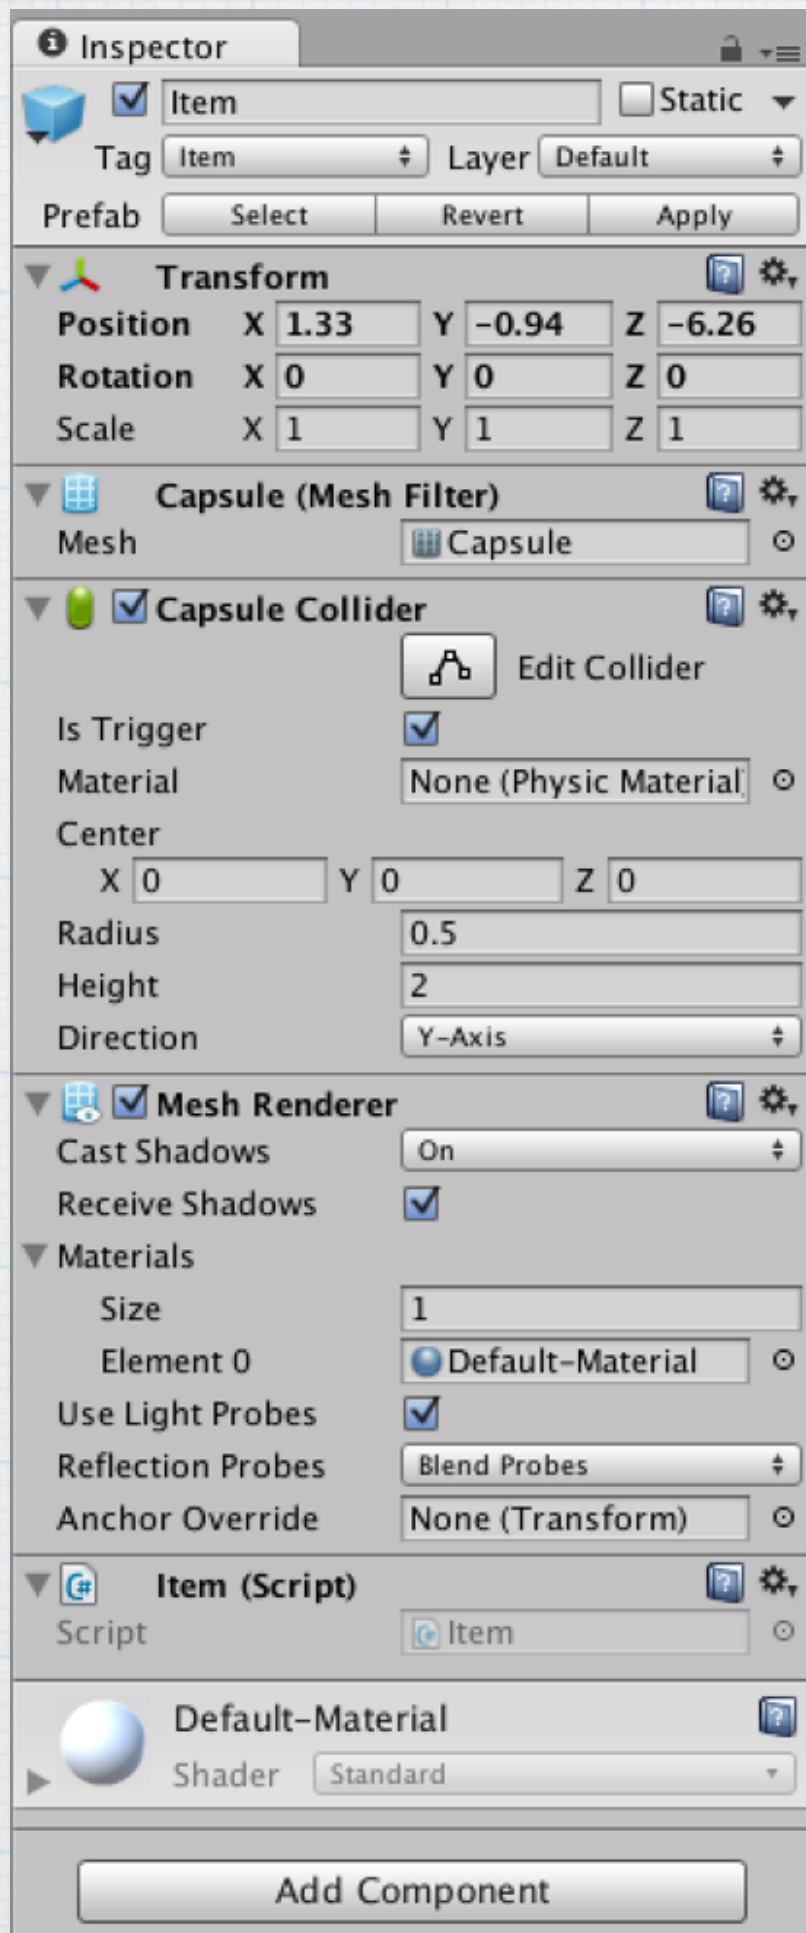 Inspector
Item Static
Tag Item Layer Default
Prefab Select Revert Apply
Transform
Position X 1.33 Y -0.94 Z -6.26
Rotation X 0 Y 0 Z 0
Scale X 1 Y 1 Z 1
Capsule (Mesh Filter)
Mesh Capsule
Capsule Collider
Edit Collider
Is Trigger
Material None (Physic Material)
Center
X 0 Y 0 Z 0
Radius 0.5
Height 2
Direction Y-Axis
Mesh Renderer
Cast Shadows On
Receive Shadows
Materials
Size 1
Element 0 Default-Material
Use Light Probes
Reflection Probes Blend Probes
Anchor Override None (Transform)
Item (Script)
Script Item
Default-Material
Shader Standard
Add Component